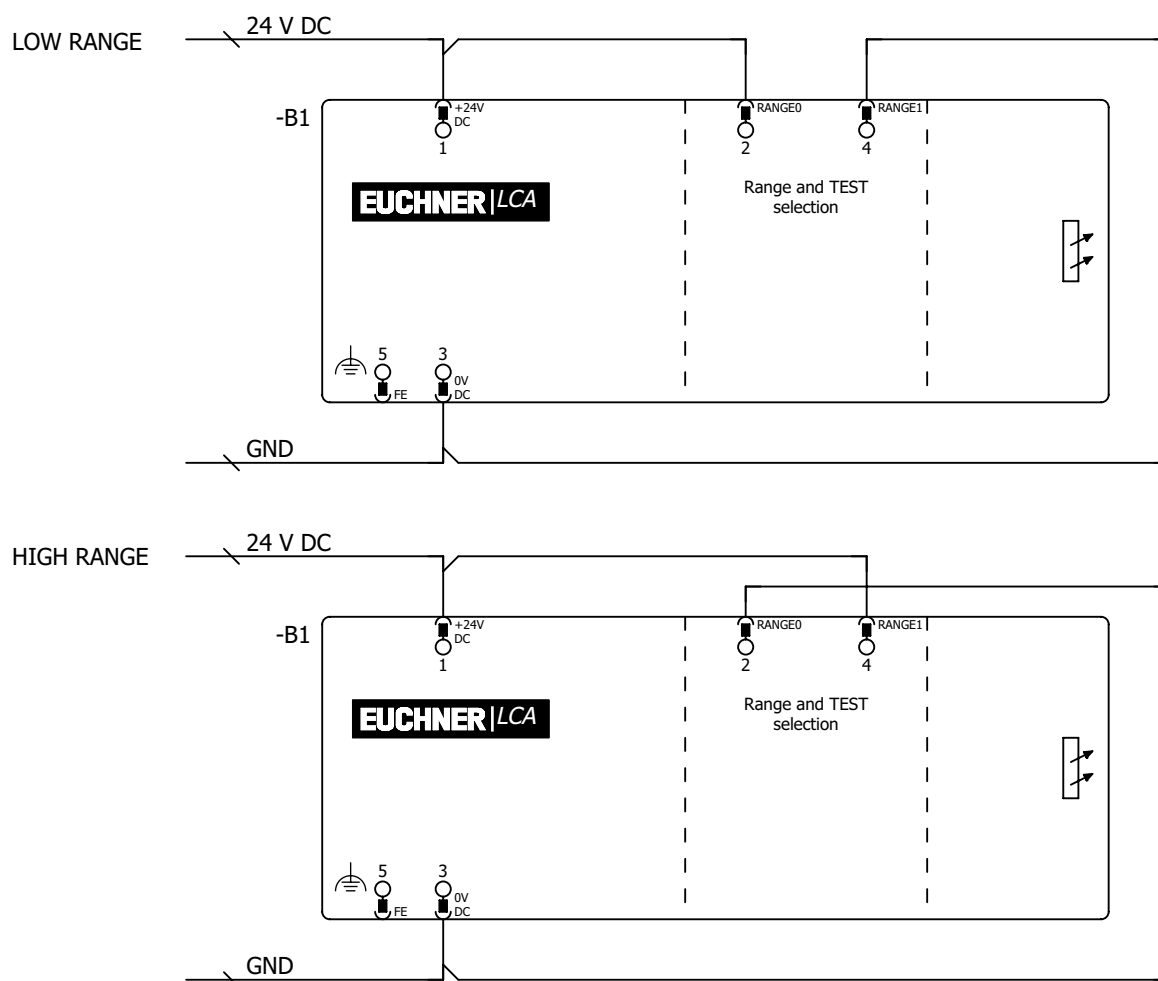 24 V DC
LOW RANGE
-B1
+24V
DC
RANGE0
RANGE1
1
2
4
EUCHNER LCA
Range and TEST
selection
5
3
0V
FE
DC
GND
24 V DC
HIGH RANGE
-B1
+24V
DC
RANGE0
RANGE1
1
2
4
EUCHNER LCA
Range and TEST
selection
5
3
0V
FE
DC
GND